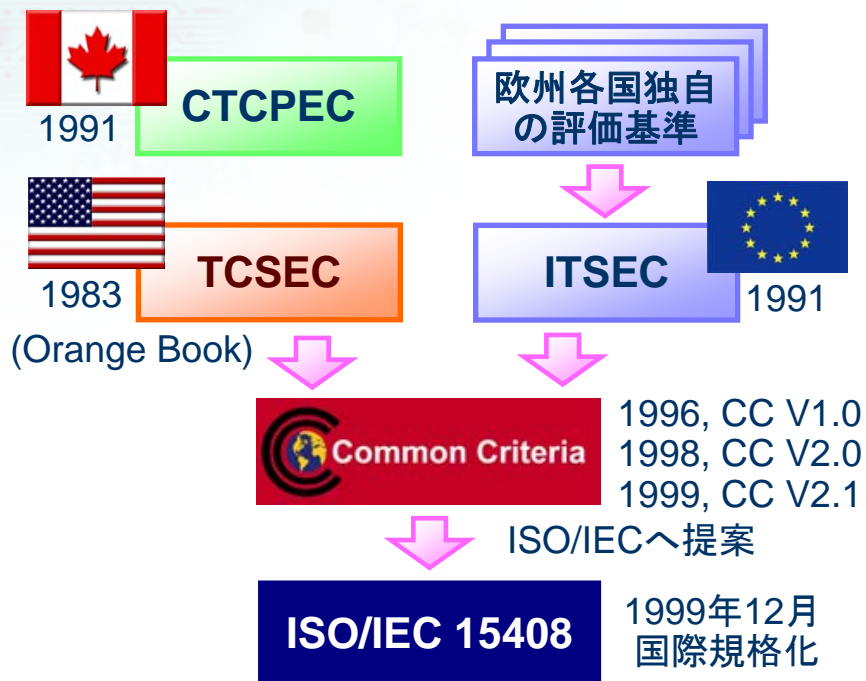 CTCPEC
1991
欧州各国独自
の評価基準
TCSEC
1983
(Orange Book)
ITSEC
1991
Common Criteria
1996, CC V1.0
1998, CC V2.0
1999, CC V2.1
ISO/IECへ提案
ISO/IEC 15408
1999年12月
国際規格化